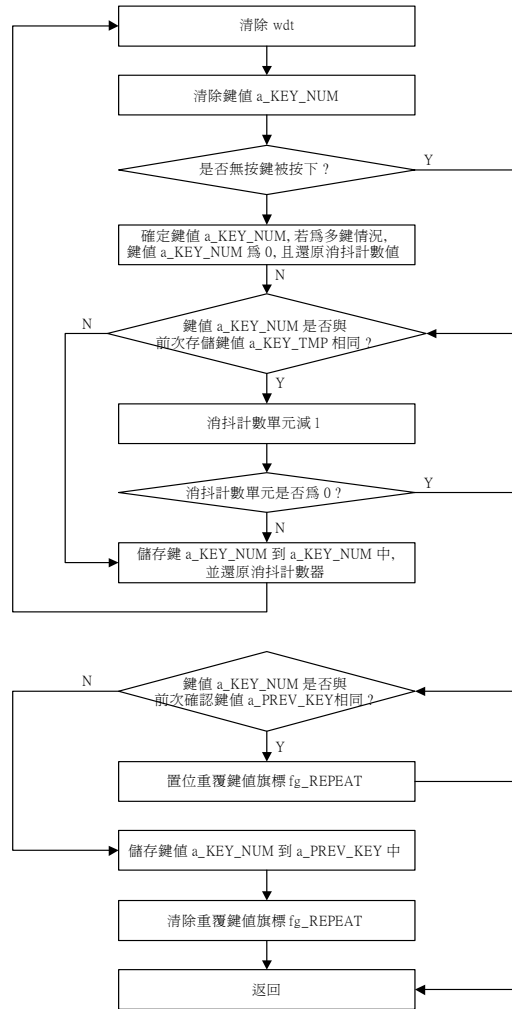 清除 wdt
清除鍵值 a_KEY_NUM
是否無按鍵被按下 ?
Y
確定鍵值 a_KEY_NUM, 若爲多鍵情況,
鍵值 a_KEY_NUM 爲 0, 且還原消抖計數值
N
N
鍵值 a_KEY_NUM 是否與
前次存儲鍵值 a_KEY_TMP 相同 ?
Y
消抖計數單元減 1
消抖計數單元是否爲 0 ?
Y
N
儲存鍵 a_KEY_NUM 到 a_KEY_NUM 中,
並還原消抖計數器
N
鍵值 a_KEY_NUM 是否與
前次確認鍵值 a_PREV_KEY相同 ?
Y
置位重覆鍵值旗標 fg_REPEAT
儲存鍵值 a_KEY_NUM 到 a_PREV_KEY 中
清除重覆鍵值旗標 fg_REPEAT
返回